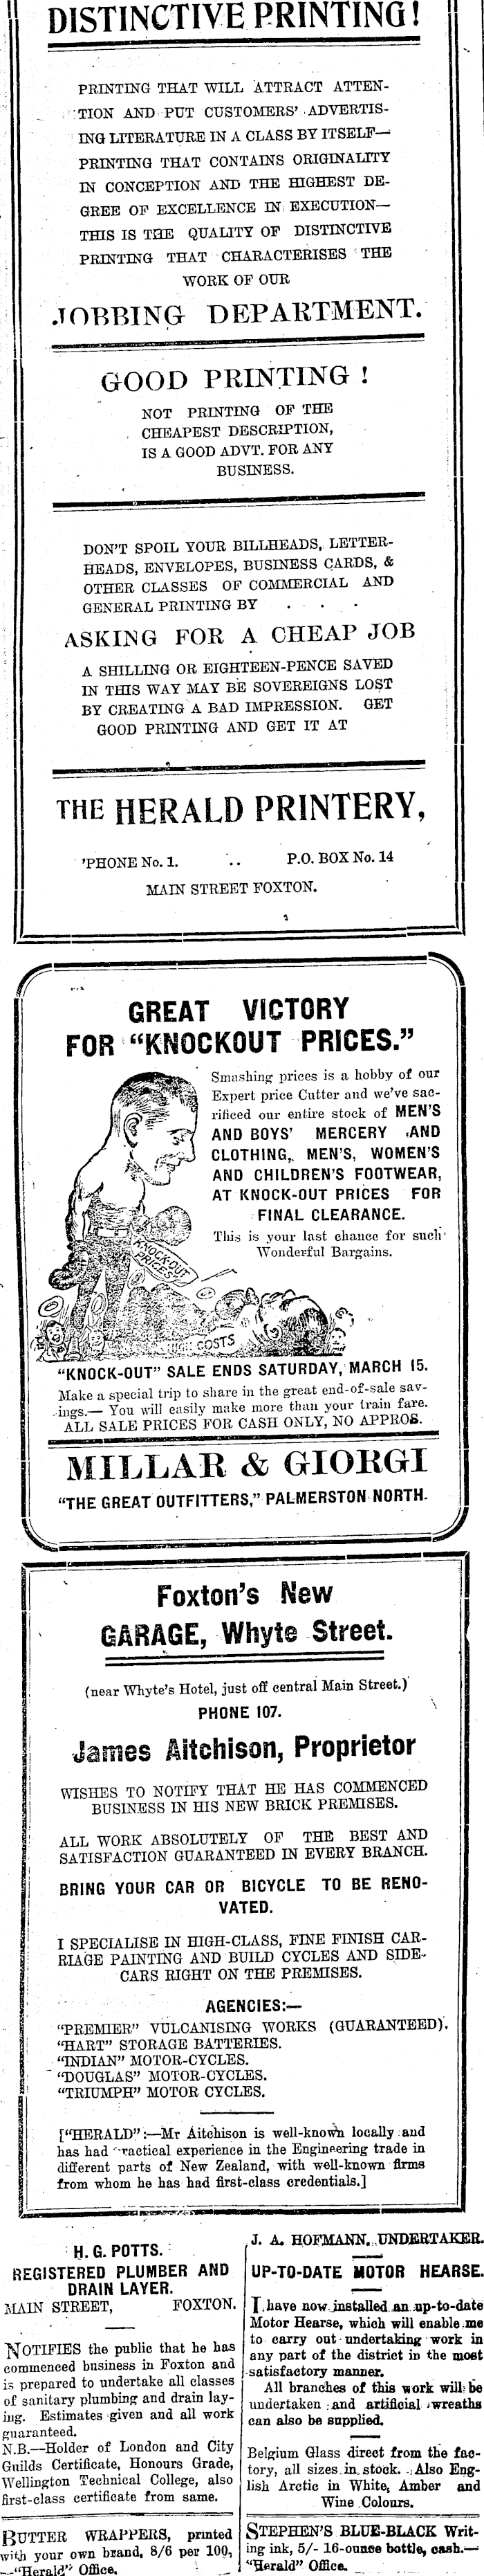 DISTINCTIVE PRINTING!
PRINTING THAT WILL ATTRACT ATTEN-
TION AND PUT CUSTOMERS' ADVERTIS-
ING LITERATURE IN A CLASS BY ITSELF—
PRINTING THAT CONTAINS ORIGINALITY
IN CONCEPTION AND THE HIGHEST DE-
GREE OF EXCELLENCE IN EXECUTION—
THIS IS THE QUALITY OF DISTINCTIVE
PRINTING THAT CHARACTERISES THE
WORK OF OUR
JOBBING DEPARTMENT.
GOOD PRINTING !
NOT PRINTING OF THE
CHEAPEST DESCRIPTION,
IS A GOOD ADVT. FOR ANY
BUSINESS.
DON'T SPOIL YOUR BILLHEADS, LETTER-
HEADS, ENVELOPES, BUSINESS CARDS, &
OTHER CLASSES OF COMMERCIAL AND
GENERAL PRINTING BY . . .
ASKING FOR A CHEAP JOB
A SHILLING OR EIGHTEEN-PENCE SAVED
IN THIS WAY MAY BE SOVEREIGNS LOST
BY CREATING A BAD IMPRESSION. GET
GOOD PRINTING AND GET IT AT
THE HERALD PRINTERY,
'PHONE No. 1. .. P.O. BOX No. 14
MAIN STREET FOXTON.
GREAT VICTORY
FOR "KNOCKOUT PRICES."
Smashing prices is a hobby of our
Expert price Cutter and we've sac-
rificed our entire stock of MEN'S
AND BOYS' MERCERY AND
CLOTHING, MEN'S, WOMEN'S
AND CHILDREN'S FOOTWEAR,
AT KNOCK-OUT PRICES FOR
FINAL CLEARANCE.
This is your last chance for such
Wonderful Bargains.
KNOCKOUT
PRICES
HIGH COSTS
"KNOCK-OUT" SALE ENDS SATURDAY, MARCH 15.
Make a special trip to share in the great end-of-sale sav-
ings.— You will easily make more than your train fare.
ALL SALE PRICES FOR CASH ONLY, NO APPROS.
MILLAR & GIORGI
"THE GREAT OUTFITTERS," PALMERSTON NORTH.
Foxton's New
GARAGE, Whyte Street.
(near Whyte's Hotel, just off central Main Street.)
PHONE 107.
James Aitchison, Proprietor
WISHES TO NOTIFY THAT HE HAS COMMENCED
BUSINESS IN HIS NEW BRICK PREMISES.
ALL WORK ABSOLUTELY OF THE BEST AND
SATISFACTION GUARANTEED IN EVERY BRANCH.
BRING YOUR CAR OR BICYCLE TO BE RENO-
VATED.
I SPECIALISE IN HIGH-CLASS, FINE FINISH CAR-
RIAGE PAINTING AND BUILD CYCLES AND SIDE-
CARS RIGHT ON THE PREMISES.
AGENCIES:—
"PREMIER" VULCANISING WORKS (GUARANTEED).
"HART" STORAGE BATTERIES.
"INDIAN" MOTOR-CYCLES.
"DOUGLAS" MOTOR-CYCLES.
"TRIUMPH" MOTOR CYCLES.
["HERALD":—Mr Aitchison is well-known locally and
has had practical experience in the Engineering trade in
different parts of New Zealand, with well-known firms
from whom he has had first-class credentials.]
H. G. POTTS.
REGISTERED PLUMBER AND
DRAIN LAYER.
MAIN STREET, FOXTON.
NOTIFIES the public that he has
commenced business in Foxton and
is prepared to undertake all classes
of sanitary plumbing and drain lay-
ing. Estimates given and all work
guaranteed.
N.B.—Holder of London and City
Guilds Certificate, Honours Grade,
Wellington Technical College, also
first-class certificate from same.
BUTTER WRAPPERS, printed
with your own brand, 8/6 per 100,
—"Herald" Office.
J. A. HOFMANN, UNDERTAKER.
UP-TO-DATE MOTOR HEARSE.
I have now installed an up-to-date
Motor Hearse, which will enable me
to carry out undertaking work in
any part of the district in the most
satisfactory manner.
All branches of this work will be
undertaken and artificial wreaths
can also be supplied.
Belgium Glass direct from the fac-
tory, all sizes in stock. Also Eng-
lish Arctic in White, Amber and
Wine Colours.
STEPHEN'S BLUE-BLACK Writ-
ing ink, 5/- 16-ounce bottle, cash.—
"Herald" Office.